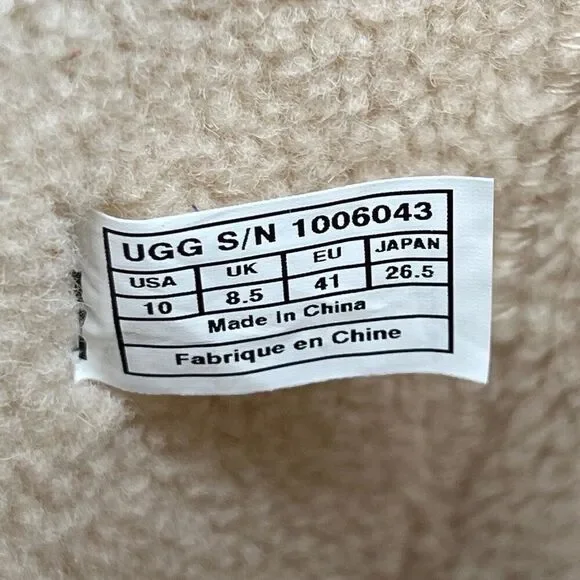 UGG S/N 1006043
USA UK EU JAPAN
10 8.5 41 26.5
Made In China
Fabrique en Chine